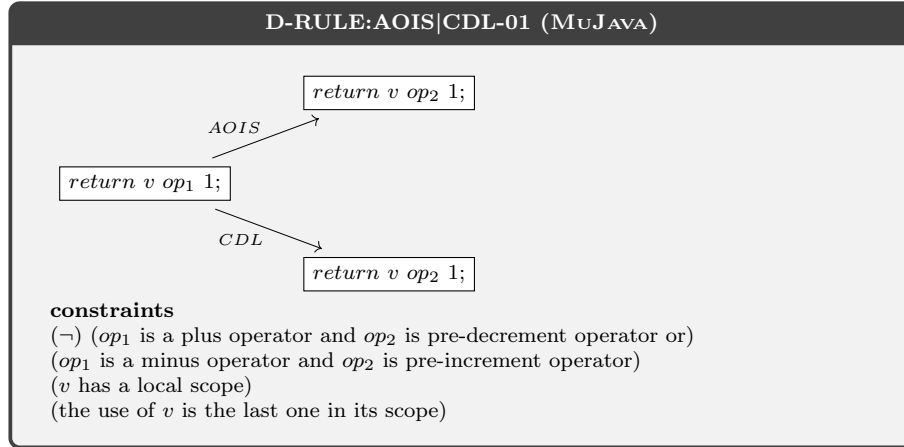 D-RULE:AOIS|CDL-01 (MUJAVA)
return v op₂ 1;
AOIS
return v op₁ 1;
CDL
return v op₂ 1;
constraints
(¬) (op₁ is a plus operator and op₂ is pre-decrement operator or)
(op₁ is a minus operator and op₂ is pre-increment operator)
(v has a local scope)
(the use of v is the last one in its scope)